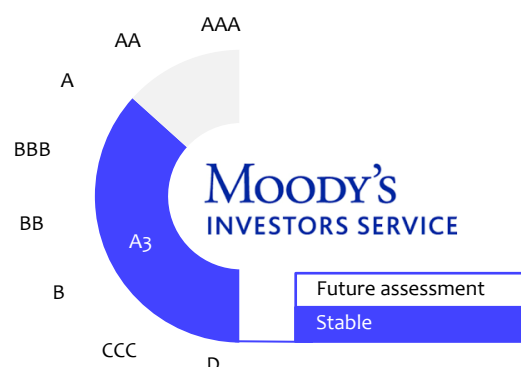 AAA
AA
A
BBB
BB
B
CCC
D
A3
MOODY'S
INVESTORS SERVICE
Future assessment
Stable